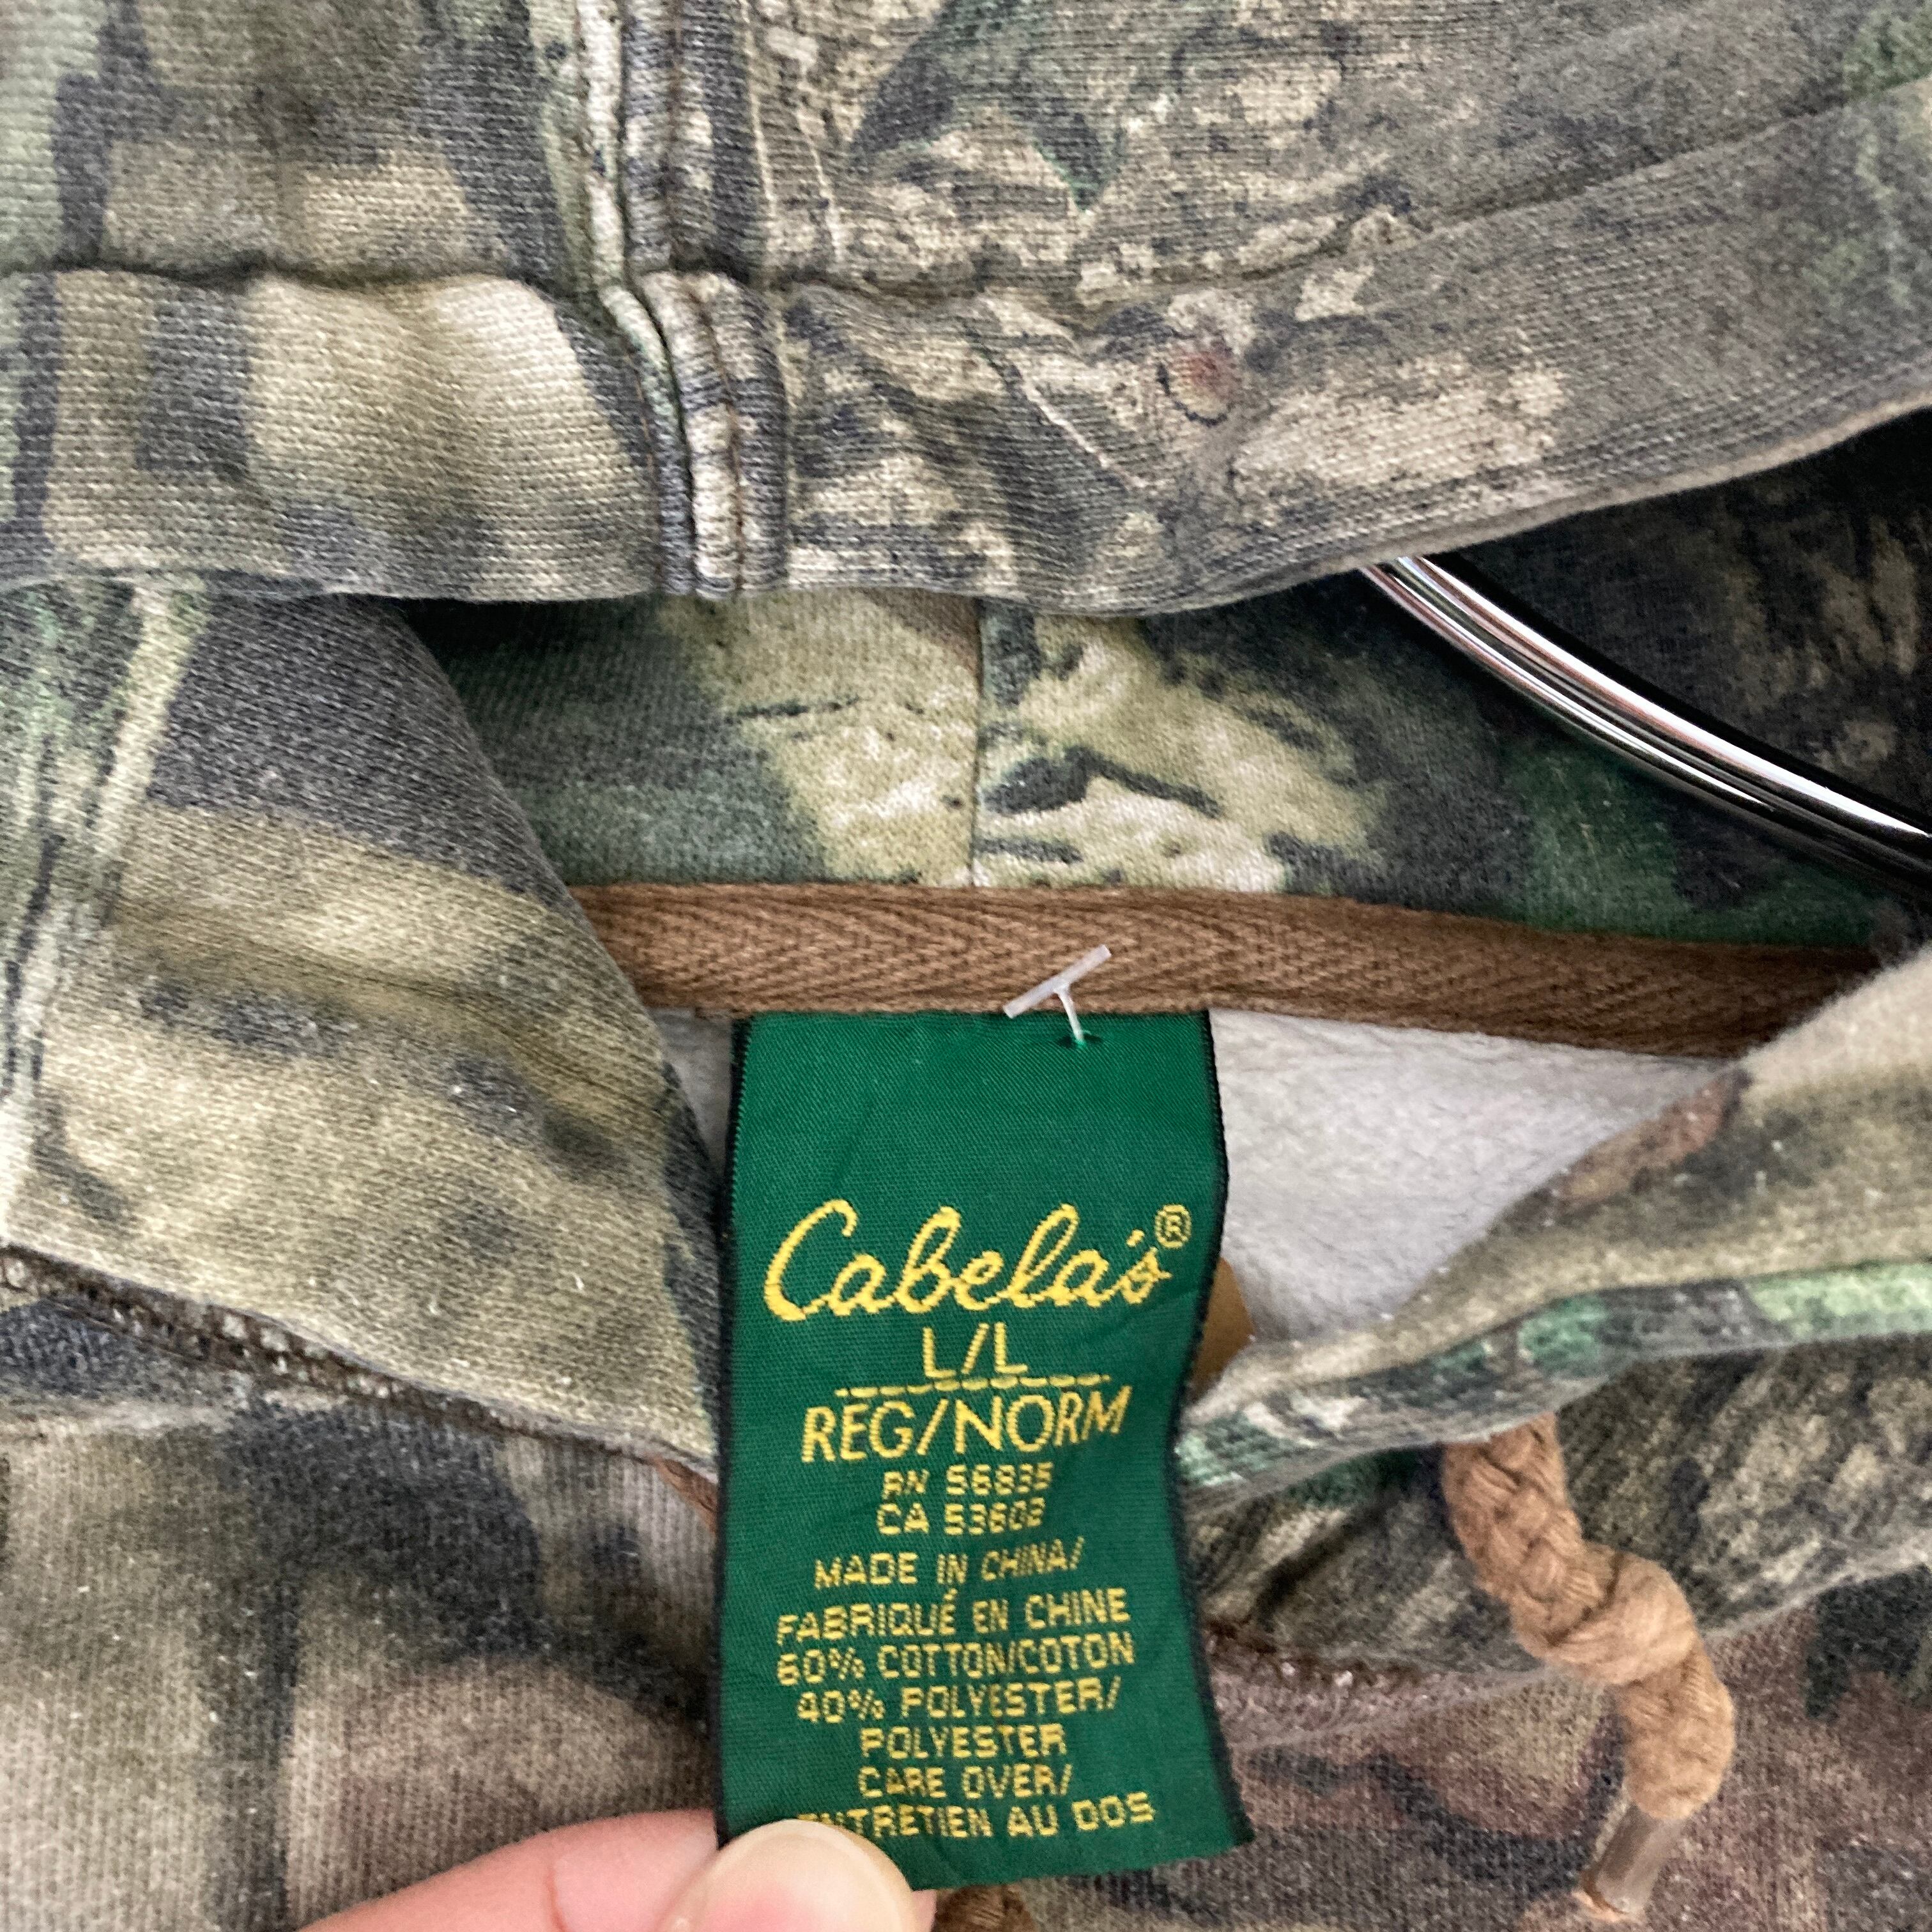 Cabela's®
L/L
REG/NORM
RN 56835
CA 53602
MADE IN CHINA/
FABRIQUÉ EN CHINE
60% COTTON/COTON
40% POLYESTER/
POLYESTER
CARE OVER/
ENTRETIEN AU DOS